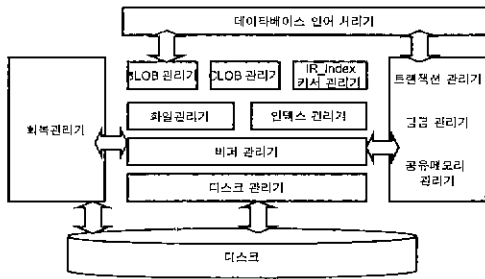 데이타베이스 언어 처리기
BLOB 관리기
CLOB 관리기
IR_Index
커서 관리기
트랜잭션 관리기
회복관리기
화일관리기
인덱스 관리기
버퍼 관리기
관리기
공유메모리
관리기
디스크 관리기
디스크